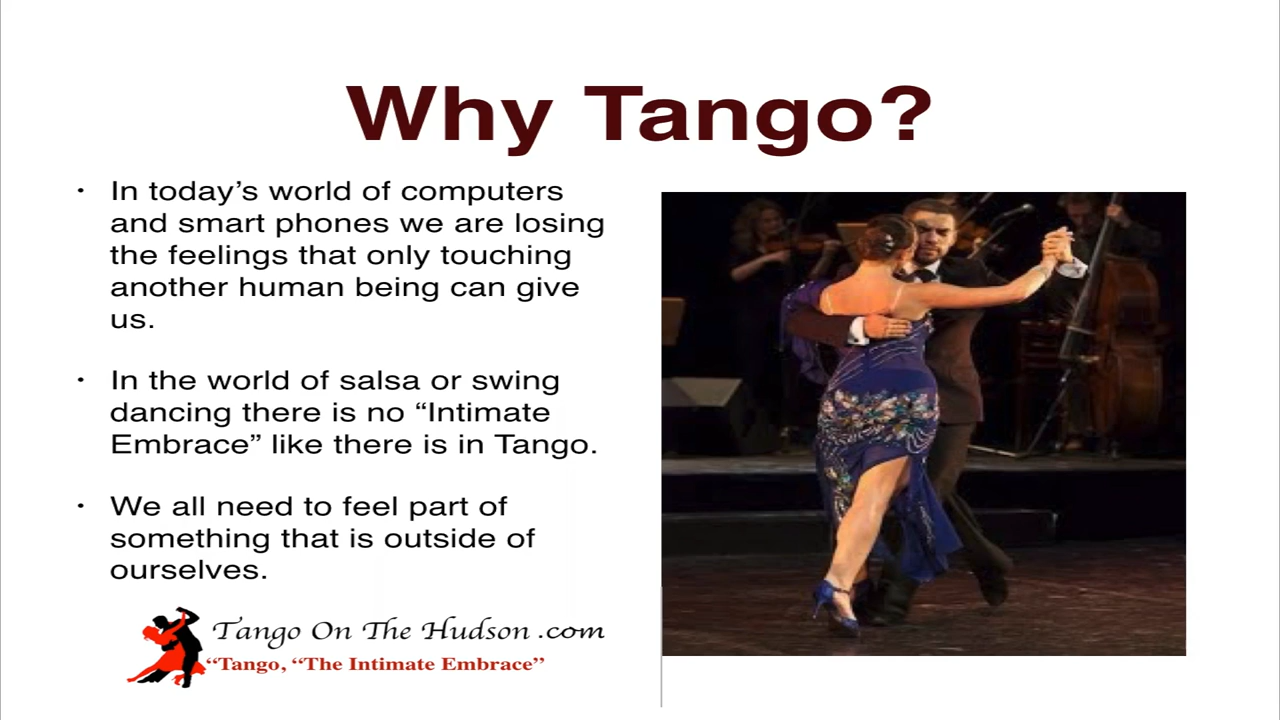 Why Tango?
• In today’s world of computers
and smart phones we are losing
the feelings that only touching
another human being can give
us.
• In the world of salsa or swing
dancing there is no “Intimate
Embrace” like there is in Tango.
• We all need to feel part of
something that is outside of
ourselves.
Tango On The Hudson .com
“Tango, “The Intimate Embrace”